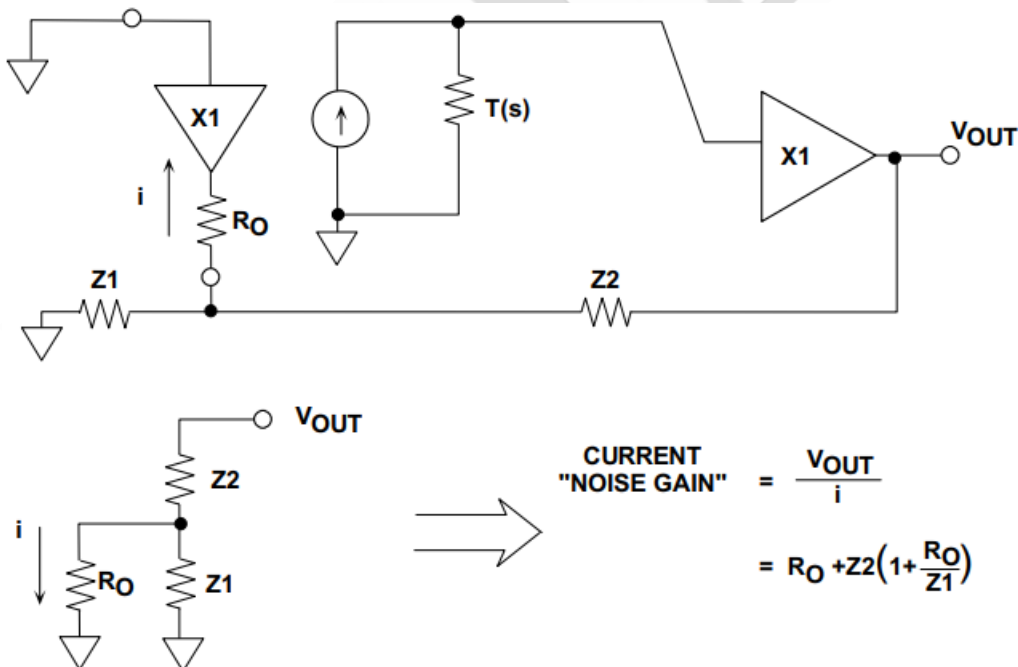 X1
i
RO
T(s)
X1
VOUT
Z1
Z2
VOUT
Z2
i
RO
Z1
CURRENT
"NOISE GAIN" = VOUT / i
= RO +Z2(1+RO/Z1)